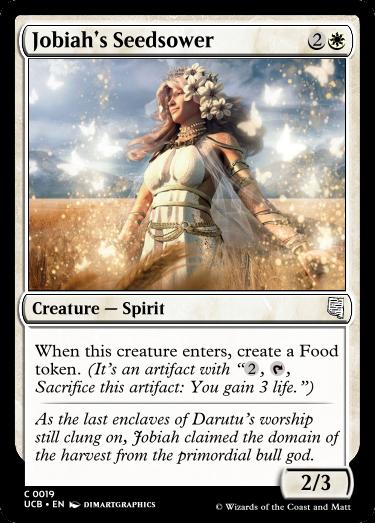 Jobiah's Seedsower 2
Creature — Spirit
When this creature enters, create a Food
token. (It's an artifact with “2, T,
Sacrifice this artifact: You gain 3 life.”)
As the last enclaves of Darutu's worship
still clung on, Jobiah claimed the domain of
the harvest from the primordial bull god.
2/3
C 0019
UCB • EN DIMARTGRAPHICS
© Wizards of the Coast and Matt